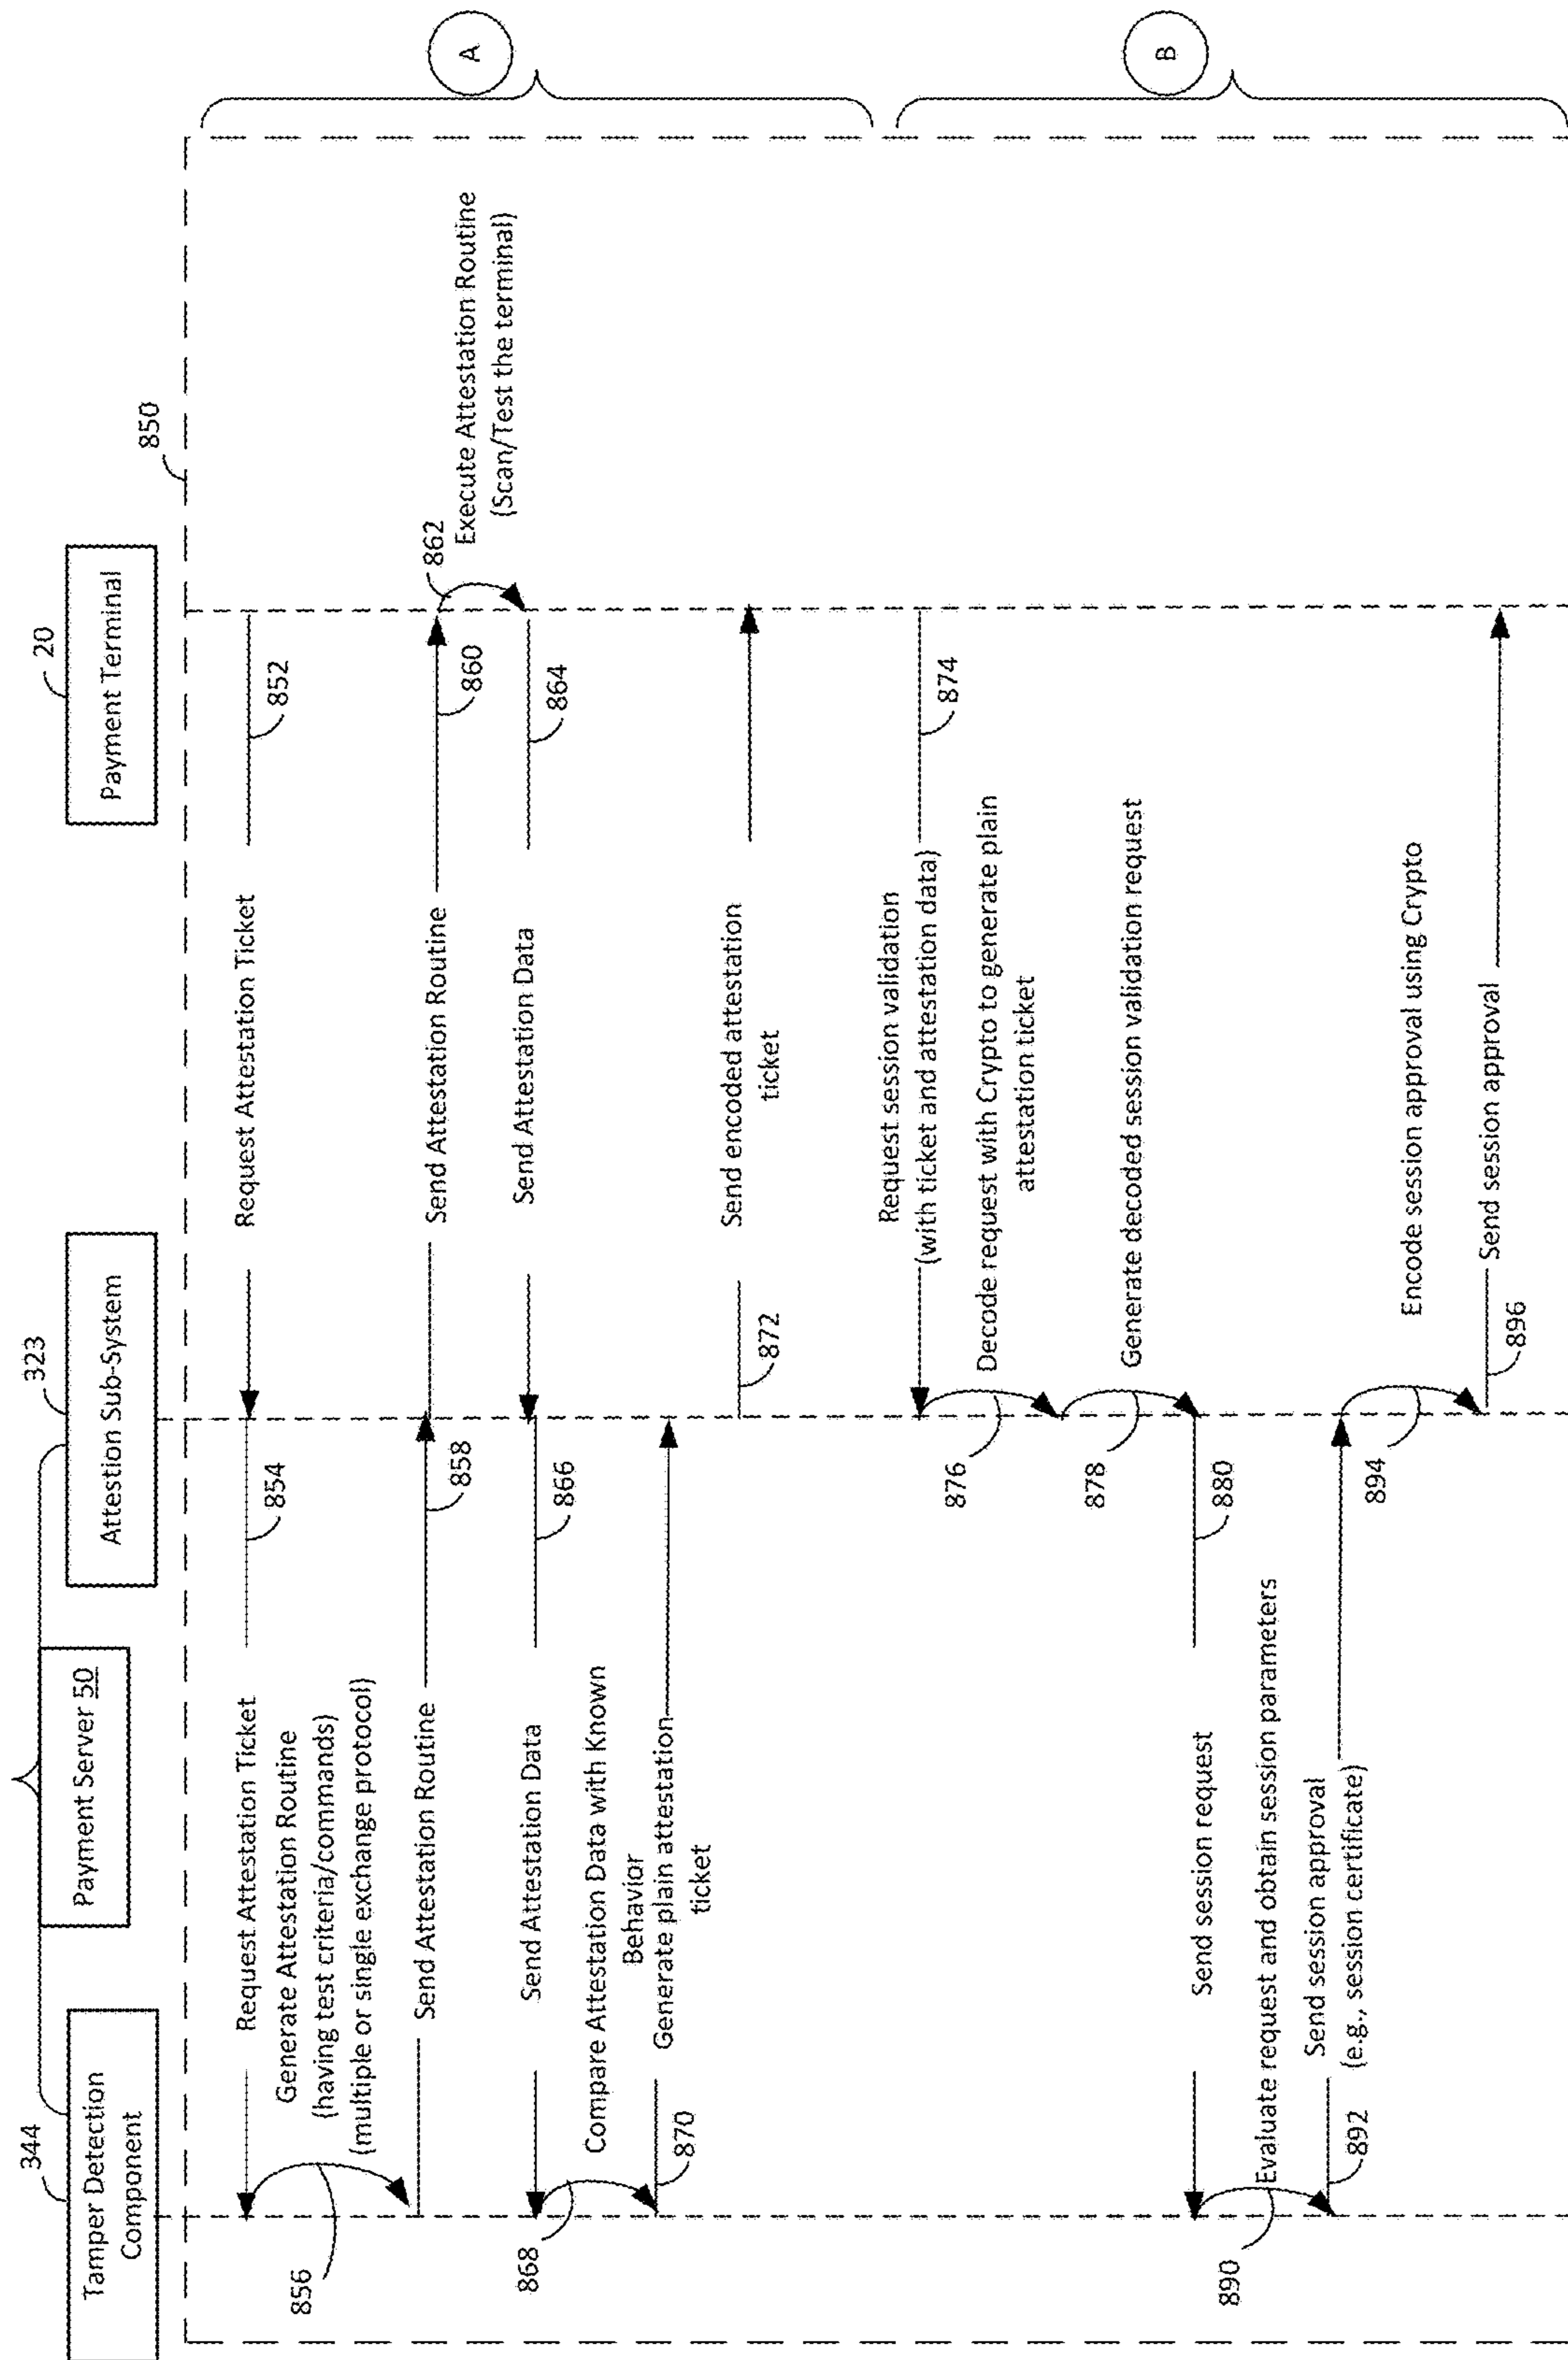 344
Tamper Detection
Component
Payment Server 50
323
Attestion Sub-System
20
Payment Terminal
850
Request Attestation Ticket
854
Request Attestation Ticket
852
856
Generate Attestation Routine
(having test criteria/commands)
(multiple or single exchange protocol)
Send Attestation Routine
858
Send Attestation Routine
860
862
Execute Attestation Routine
(Scan/Test the terminal)
Send Attestation Data
866
Send Attestation Data
864
868
Compare Attestation Data with Known
Behavior
870
Generate plain attestation
ticket
872
Send encoded attestation
ticket
A
Request session validation
(with ticket and attestation data)
874
876
Decode request with Crypto to generate plain
attestation ticket
878
Generate decoded session validation request
Send session request
880
890
Evaluate request and obtain session parameters
892
Send session approval
(e.g., session certificate)
894
Encode session approval using Crypto
896
Send session approval
B